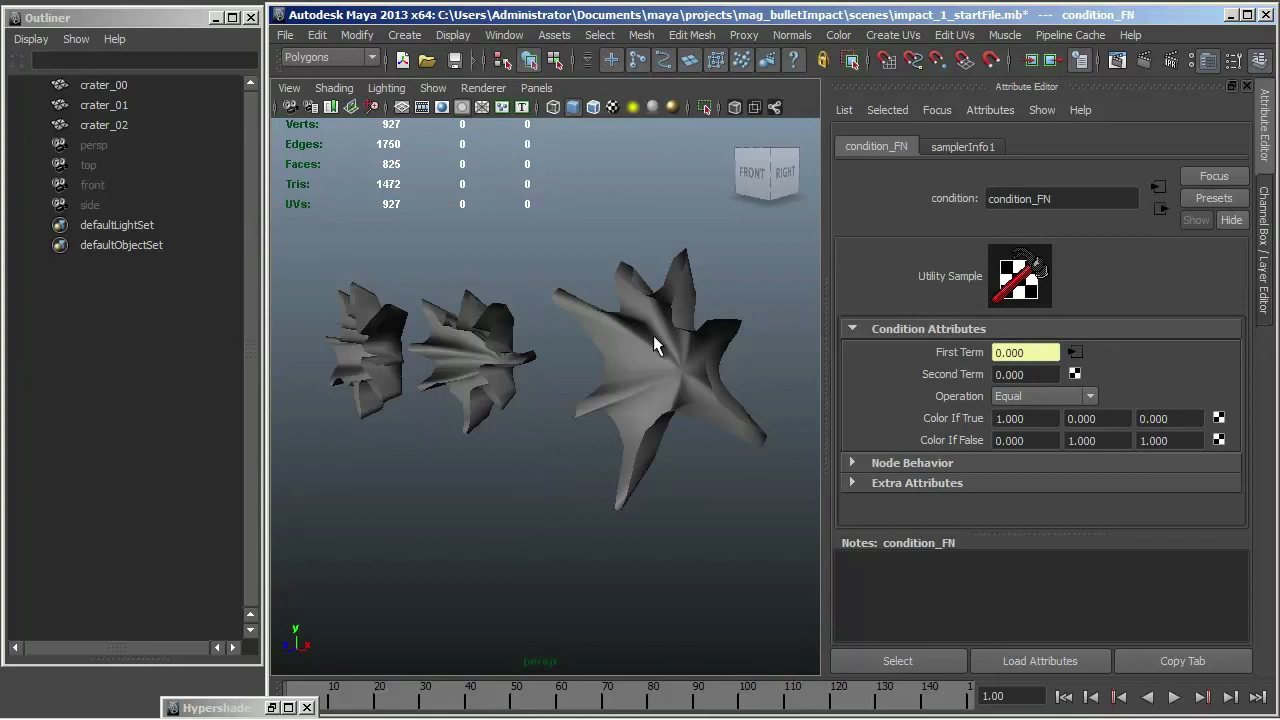 Outliner
Display Show Help
crater_00
crater_01
crater_02
persp
top
front
side
defaultLightSet
defaultObjectSet
Autodesk Maya 2013 x64: C:\Users\Administrator\Documents\maya\projects\mag_bulletImpact\scenes\impact_1_startFile.mb* --- condition_FN
File Edit Modify Create Display Window Assets Select Mesh Edit Mesh Proxy Normals Color Create UVs Edit UVs Muscle Pipeline Cache Help
Polygons
View Shading Lighting Show Renderer Panels
Verts: 927 0 0
Edges: 1750 0 0
Faces: 825 0 0
Tris: 1472 0 0
UVs: 927 0 0
FRONT RIGHT
y
x
persp
Attribute Editor
List Selected Focus Attributes Show Help
condition_FN samplerInfo1
condition: condition_FN
Focus
Presets
Show Hide
Utility Sample
Condition Attributes
First Term 0.000
Second Term 0.000
Operation Equal
Color If True 1.000 0.000 0.000
Color If False 0.000 1.000 1.000
Node Behavior
Extra Attributes
Notes: condition_FN
Select Load Attributes Copy Tab
Attribute Editor
Channel Box / Layer Editor
10 20 30 40 50 60 70 80 90 100 110 120 130 140 1
1.00
Hypershade